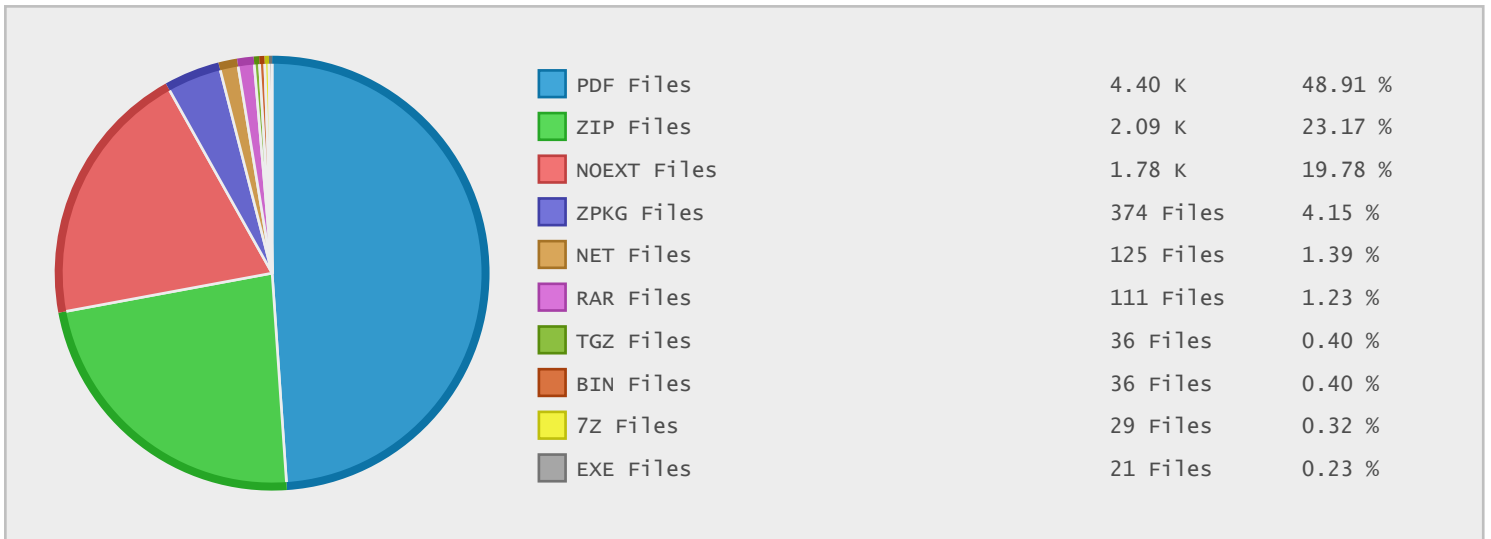 PDF Files 4.40 K 48.91 %
ZIP Files 2.09 K 23.17 %
NOEXT Files 1.78 K 19.78 %
ZPKG Files 374 Files 4.15 %
NET Files 125 Files 1.39 %
RAR Files 111 Files 1.23 %
TGZ Files 36 Files 0.40 %
BIN Files 36 Files 0.40 %
7Z Files 29 Files 0.32 %
EXE Files 21 Files 0.23 %